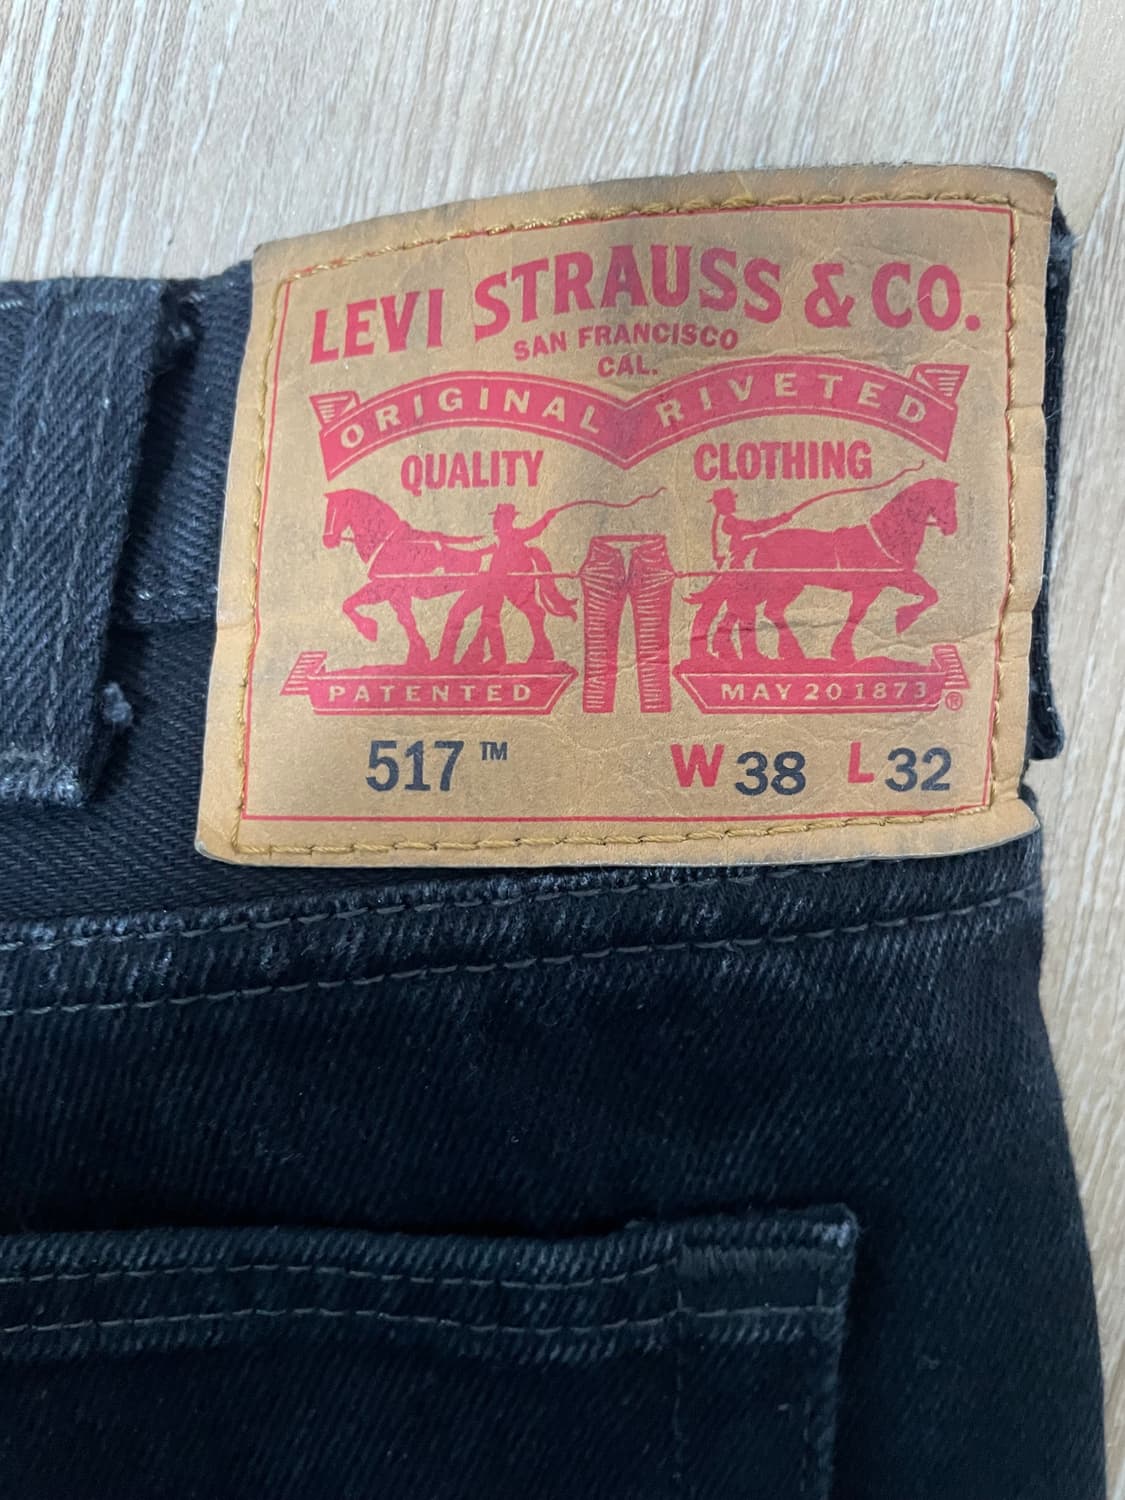 LEVI STRAUSS & CO.
SAN FRANCISCO
CAL.
ORIGINAL RIVETED
QUALITY CLOTHING
PATENTED MAY 20 1873 ®
517™ W 38 L 32